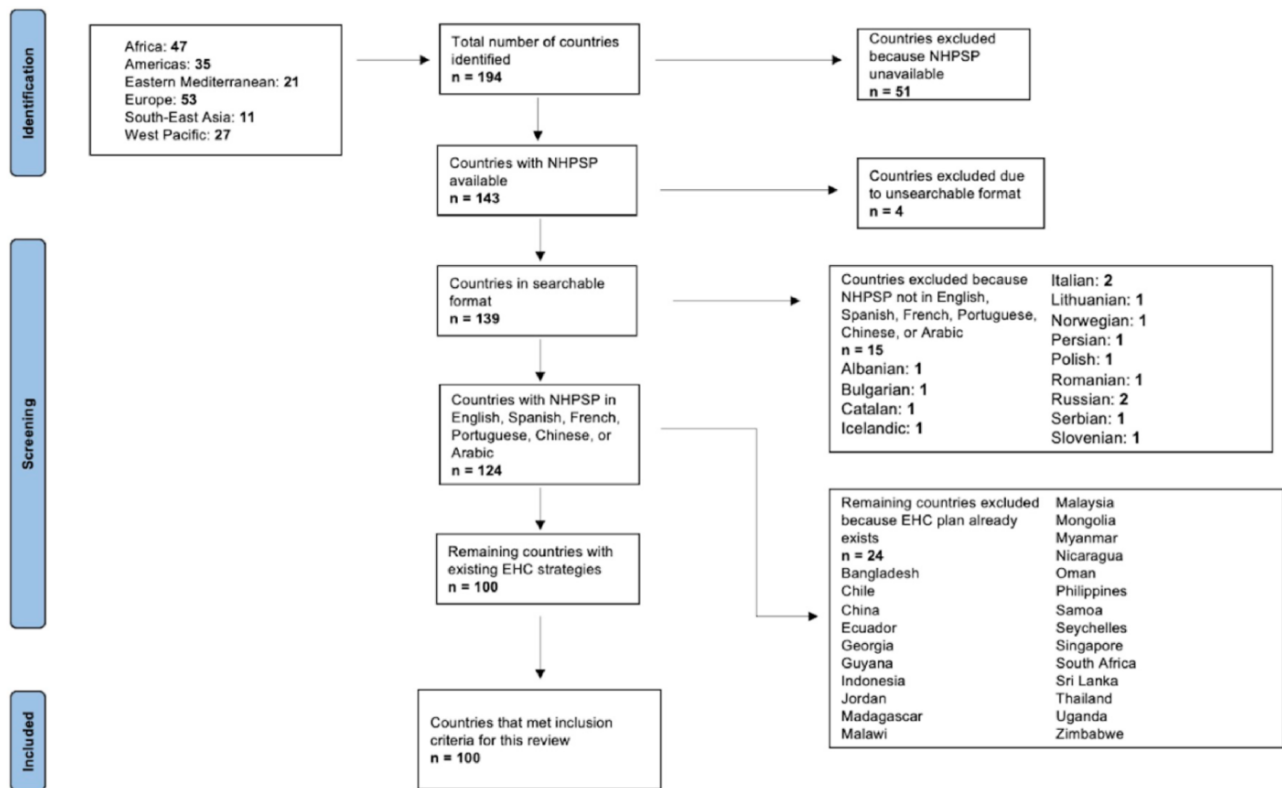 Identification
Africa: 47
Americas: 35
Eastern Mediterranean: 21
Europe: 53
South-East Asia: 11
West Pacific: 27
Total number of countries
identified
n = 194
Countries excluded
because NHPSP
unavailable
n = 51
Countries with NHPSP
available
n = 143
Countries excluded due
to unsearchable format
n = 4
Screening
Countries in searchable
format
n = 139
Countries excluded because
NHPSP not in English,
Spanish, French, Portuguese,
Chinese, or Arabic
n = 15
Albanian: 1
Bulgarian: 1
Catalan: 1
Icelandic: 1
Italian: 2
Lithuanian: 1
Norwegian: 1
Persian: 1
Polish: 1
Romanian: 1
Russian: 2
Serbian: 1
Slovenian: 1
Countries with NHPSP in
English, Spanish, French,
Portuguese, Chinese, or
Arabic
n = 124
Remaining countries excluded
because EHC plan already
exists
n = 24
Bangladesh
Chile
China
Ecuador
Georgia
Guyana
Indonesia
Jordan
Madagascar
Malawi
Malaysia
Mongolia
Myanmar
Nicaragua
Oman
Philippines
Samoa
Seychelles
Singapore
South Africa
Sri Lanka
Thailand
Uganda
Zimbabwe
Remaining countries with
existing EHC strategies
n = 100
Included
Countries that met inclusion
criteria for this review
n = 100